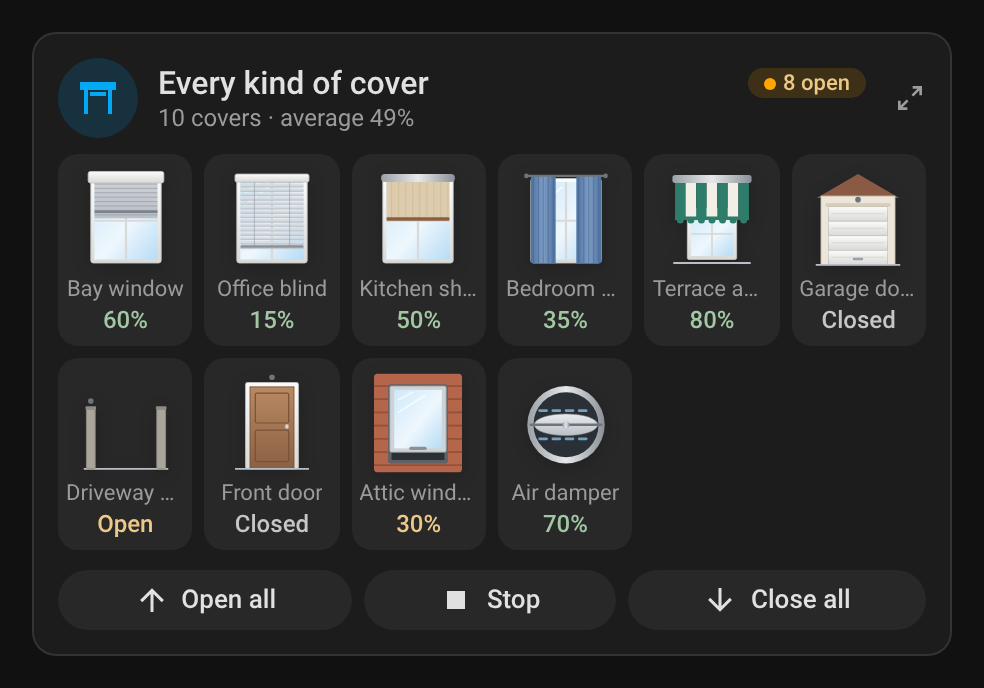 Every kind of cover
10 covers · average 49%
8 open
Bay window
60%
Office blind
15%
Kitchen sh...
50%
Bedroom ...
35%
Terrace a...
80%
Garage do...
Closed
Driveway ...
Open
Front door
Closed
Attic wind...
30%
Air damper
70%
Open all
Stop
Close all